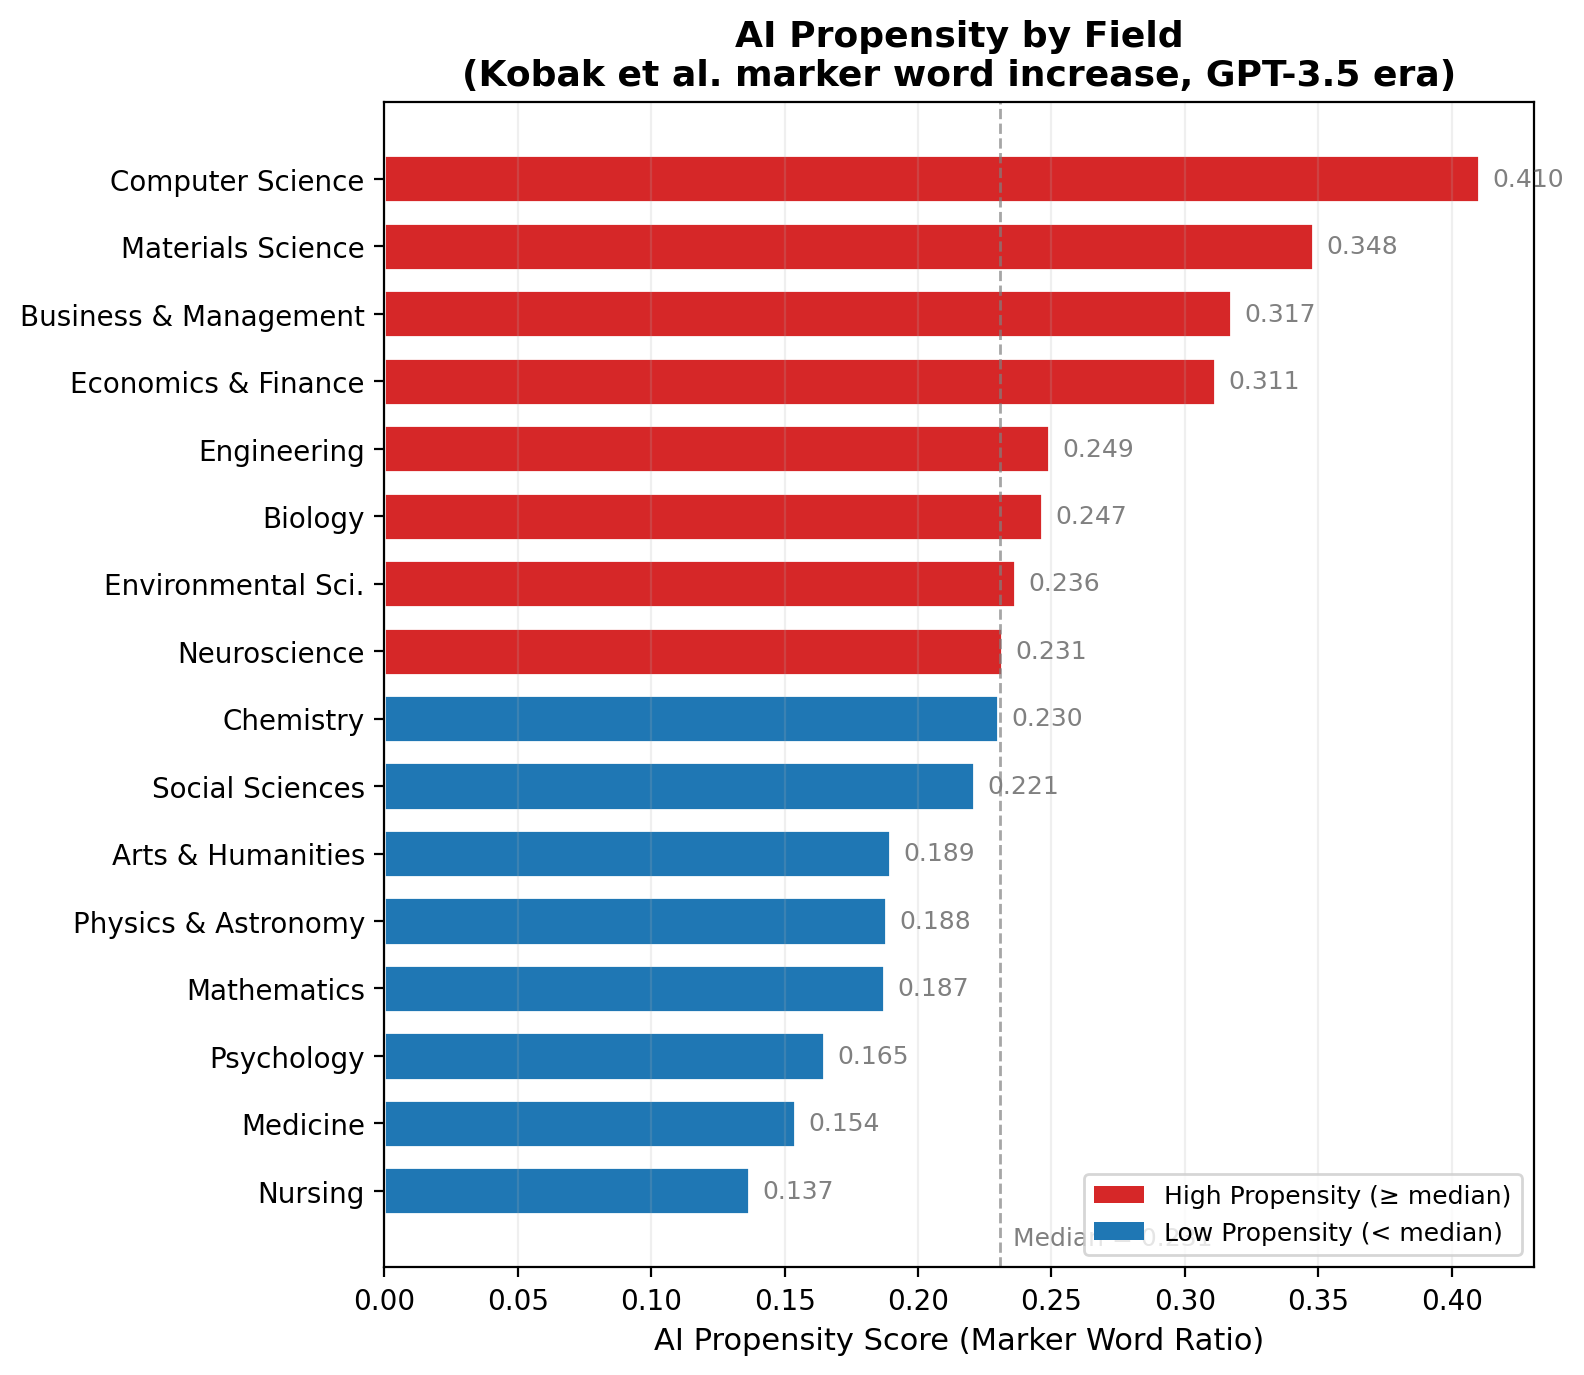 AI Propensity by Field
(Kobak et al. marker word increase, GPT-3.5 era)
Computer Science 0.410
Materials Science 0.348
Business & Management 0.317
Economics & Finance 0.311
Engineering 0.249
Biology 0.247
Environmental Sci. 0.236
Neuroscience 0.231
Chemistry 0.230
Social Sciences 0.221
Arts & Humanities 0.189
Physics & Astronomy 0.188
Mathematics 0.187
Psychology 0.165
Medicine 0.154
Nursing 0.137
High Propensity (≥ median)
Low Propensity (< median)
Median = 0.231
0.00 0.05 0.10 0.15 0.20 0.25 0.30 0.35 0.40
AI Propensity Score (Marker Word Ratio)